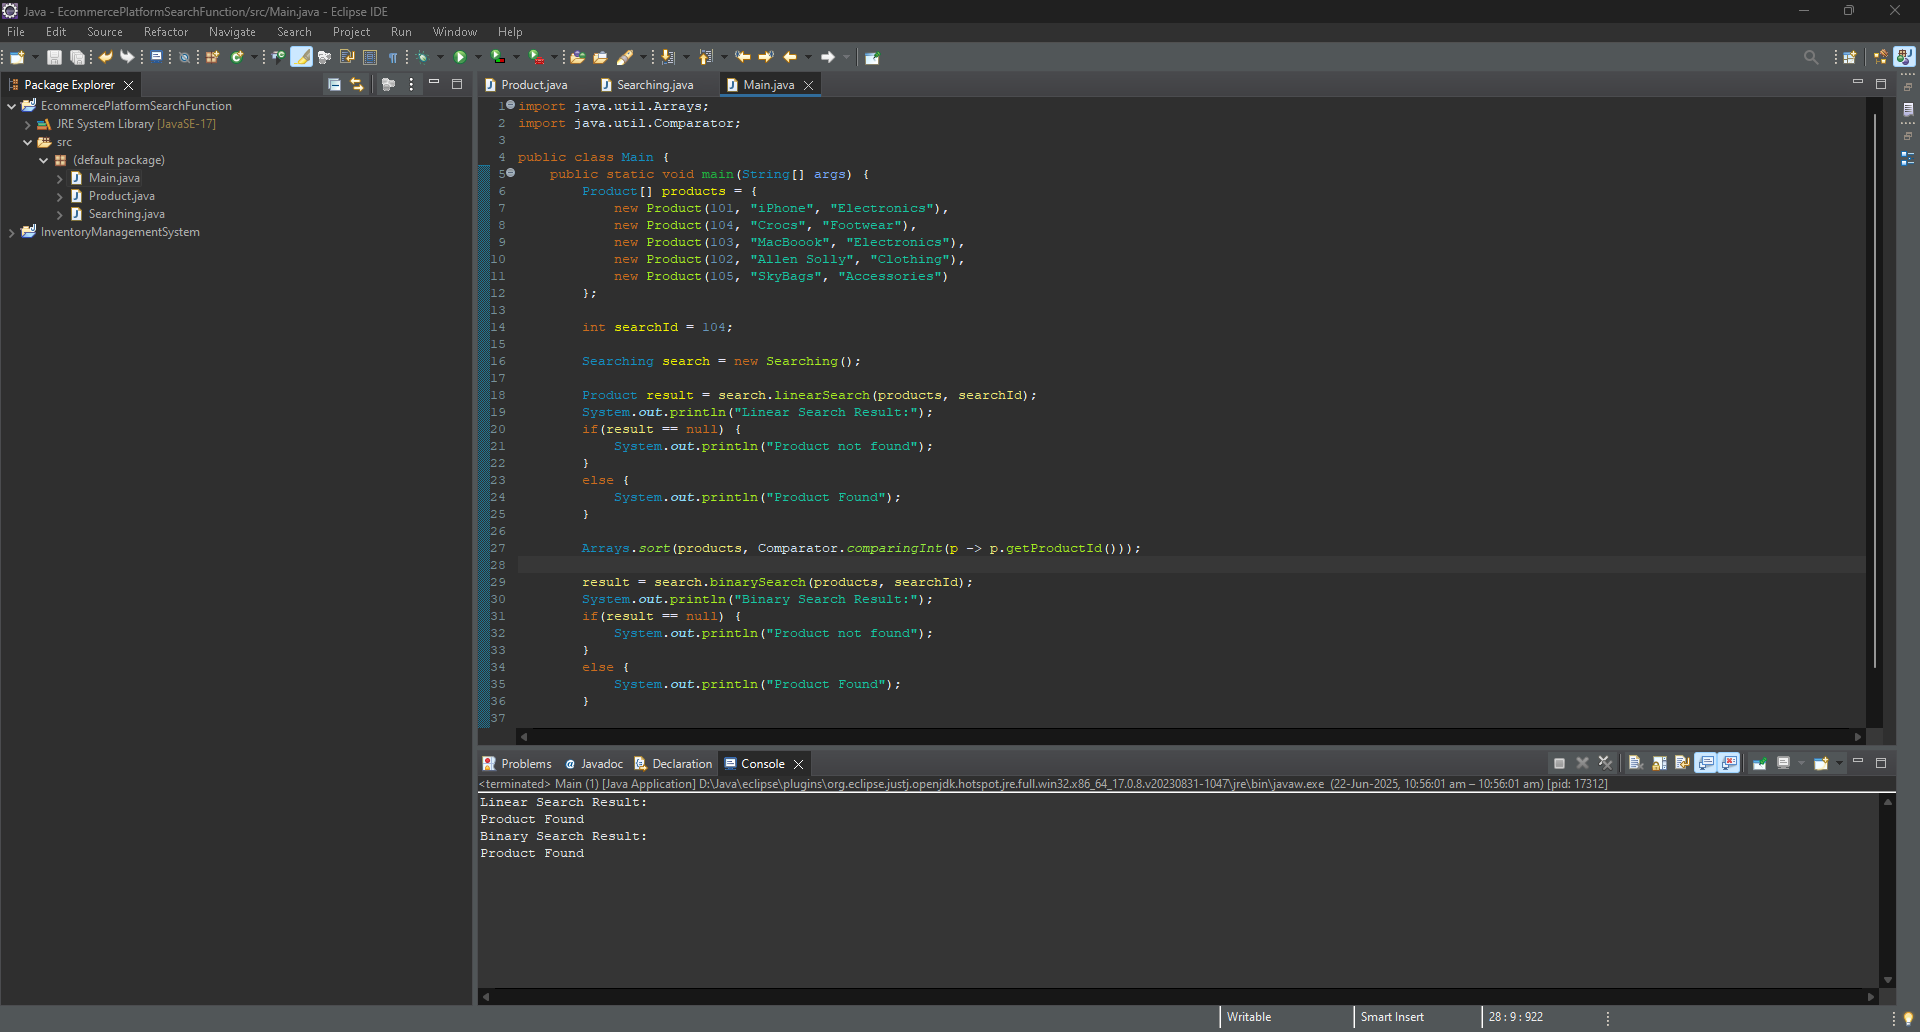 Java - EcommercePlatformSearchFunction/src/Main.java - Eclipse IDE
File Edit Source Refactor Navigate Search Project Run Window Help
Package Explorer
EcommercePlatformSearchFunction
JRE System Library [JavaSE-17]
src
(default package)
Main.java
Product.java
Searching.java
InventoryManagementSystem
Product.java Searching.java Main.java
1 import java.util.Arrays;
2 import java.util.Comparator;
3
4 public class Main {
5 public static void main(String[] args) {
6 Product[] products = {
7 new Product(101, "iPhone", "Electronics"),
8 new Product(104, "Crocs", "Footwear"),
9 new Product(103, "MacBoook", "Electronics"),
10 new Product(102, "Allen Solly", "Clothing"),
11 new Product(105, "SkyBags", "Accessories")
12 };
13
14 int searchId = 104;
15
16 Searching search = new Searching();
17
18 Product result = search.linearSearch(products, searchId);
19 System.out.println("Linear Search Result:");
20 if(result == null) {
21 System.out.println("Product not found");
22 }
23 else {
24 System.out.println("Product Found");
25 }
26
27 Arrays.sort(products, Comparator.comparingInt(p -> p.getProductId()));
28
29 result = search.binarySearch(products, searchId);
30 System.out.println("Binary Search Result:");
31 if(result == null) {
32 System.out.println("Product not found");
33 }
34 else {
35 System.out.println("Product Found");
36 }
37
Problems Javadoc Declaration Console
<terminated> Main (1) [Java Application] D:\Java\eclipse\plugins\org.eclipse.justj.openjdk.hotspot.jre.full.win32.x86_64_17.0.8.v20230831-1047\jre\bin\javaw.exe (22-Jun-2025, 10:56:01 am – 10:56:01 am) [pid: 17312]
Linear Search Result:
Product Found
Binary Search Result:
Product Found
Writable Smart Insert 28 : 9 : 922